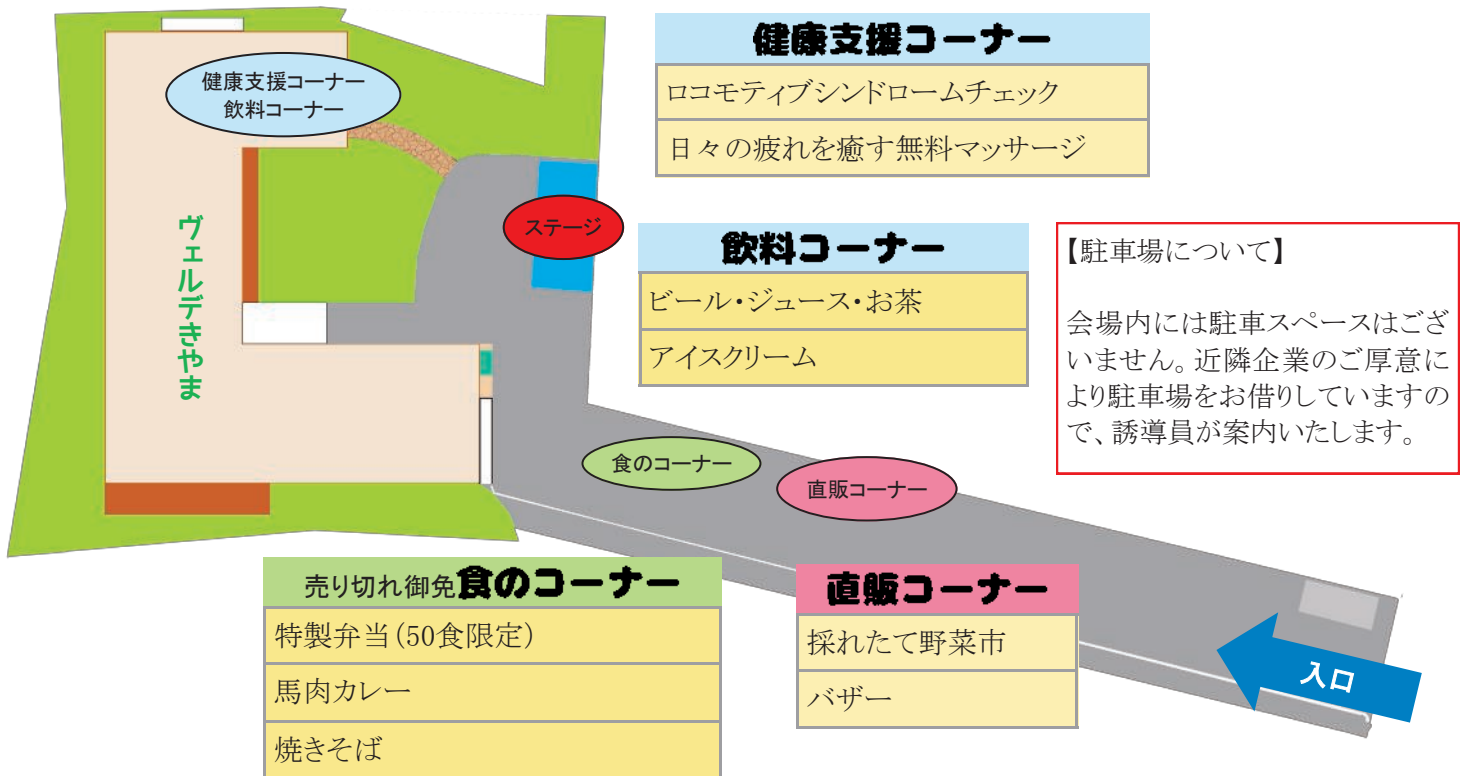 健康支援コーナー
ロコモティブシンドロームチェック
日々の疲れを癒す無料マッサージ
健康支援コーナー
飲料コーナー
ヴェルデきやま
ステージ
飲料コーナー
ビール・ジュース・お茶
アイスクリーム
【駐車場について】
会場内には駐車スペースはござ
いません。近隣企業のご厚意に
より駐車場をお借りしていますの
で、誘導員が案内いたします。
食のコーナー
直販コーナー
売り切れ御免食のコーナー
特製弁当(50食限定)
馬肉カレー
焼きそば
直販コーナー
採れたて野菜市
バザー
入口